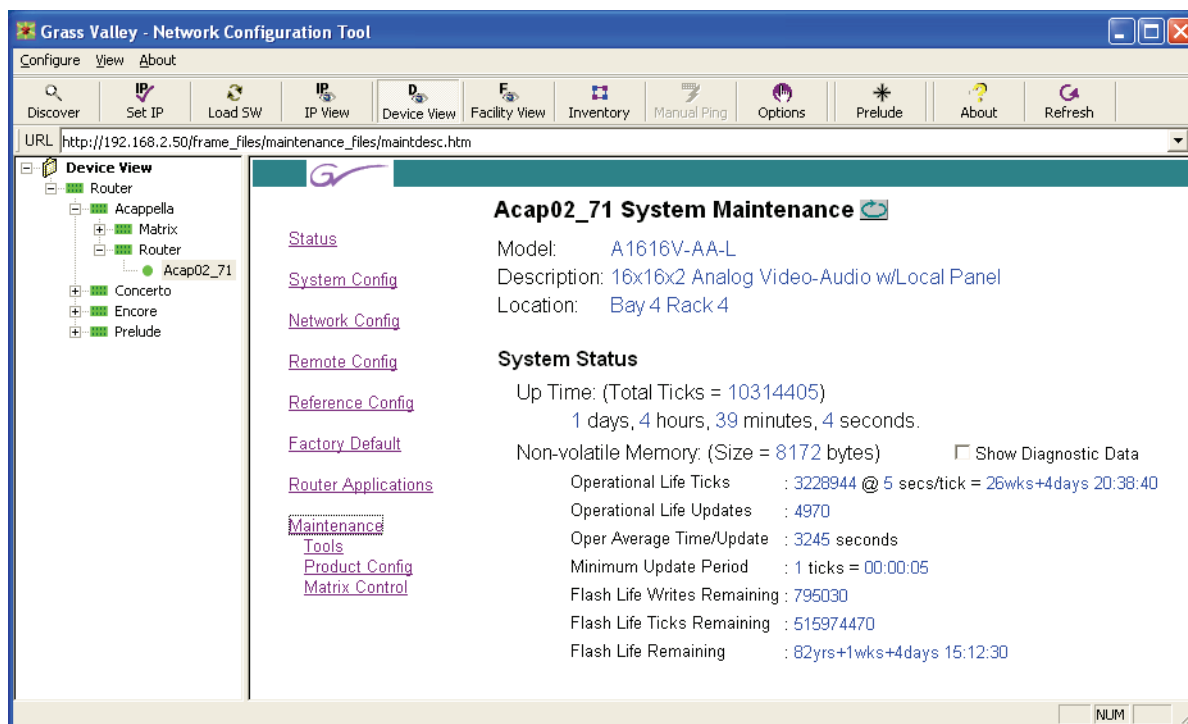 Grass Valley - Network Configuration Tool
Configure View About
Discover Set IP Load SW IP View Device View Facility View Inventory Manual Ping Options Prelude About Refresh
URL http://192.168.2.50/frame_files/maintenance_files/maintdesc.htm
Device View
Router
Acappella
Matrix
Router
Acap02_71
Concerto
Encore
Prelude
Status
System Config
Network Config
Remote Config
Reference Config
Factory Default
Router Applications
Maintenance
Tools
Product Config
Matrix Control
Acap02_71 System Maintenance
Model: A1616V-AA-L
Description: 16x16x2 Analog Video-Audio w/Local Panel
Location: Bay 4 Rack 4
System Status
Up Time: (Total Ticks = 10314405)
1 days, 4 hours, 39 minutes, 4 seconds.
Non-volatile Memory: (Size = 8172 bytes) Show Diagnostic Data
Operational Life Ticks : 3228944 @ 5 secs/tick = 26wks+4days 20:38:40
Operational Life Updates : 4970
Oper Average Time/Update : 3245 seconds
Minimum Update Period : 1 ticks = 00:00:05
Flash Life Writes Remaining : 795030
Flash Life Ticks Remaining : 515974470
Flash Life Remaining : 82yrs+1wks+4days 15:12:30
NUM